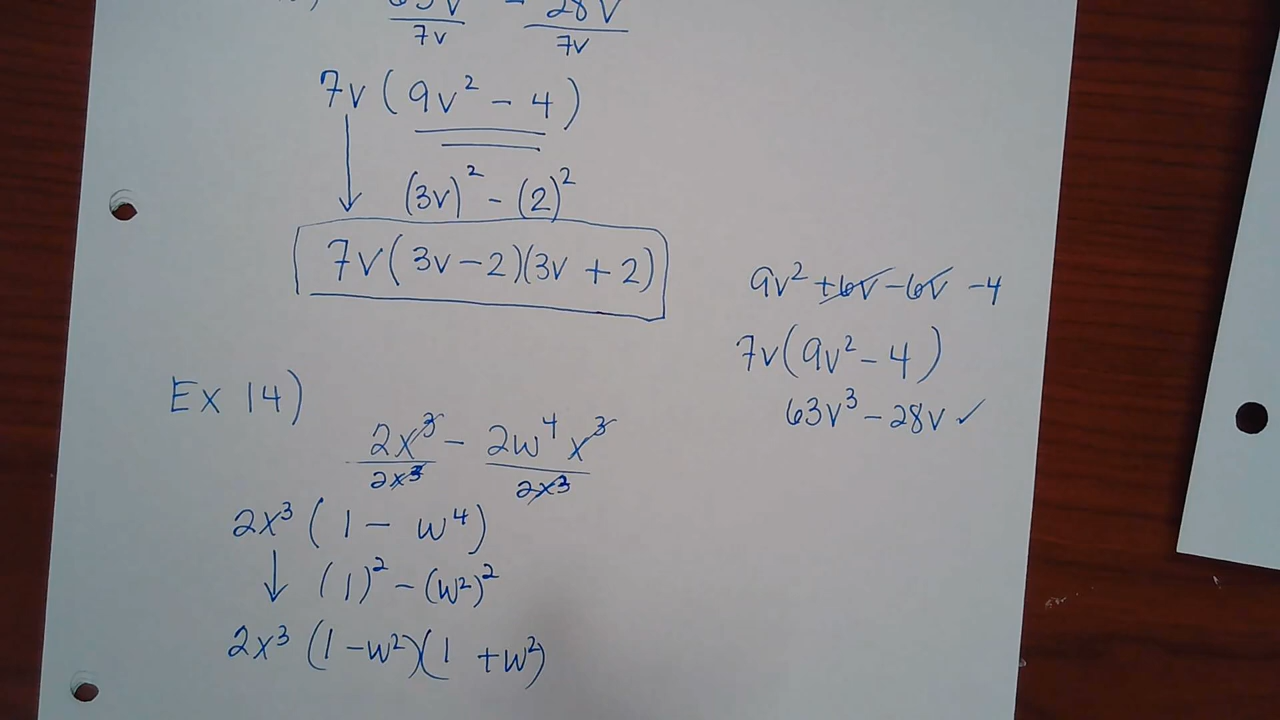 63v - 28v
7v 7v
7v(9v² - 4)
(3v)² - (2)²
7v(3v-2)(3v+2)
9v² +6v -6v -4
7v(9v² - 4)
63v³ - 28v ✓
Ex 14)
2x³ - 2w⁴x³
2x³ 2x³
2x³(1 - w⁴)
↓ (1)² - (w²)²
2x³(1-w²)(1+w²)